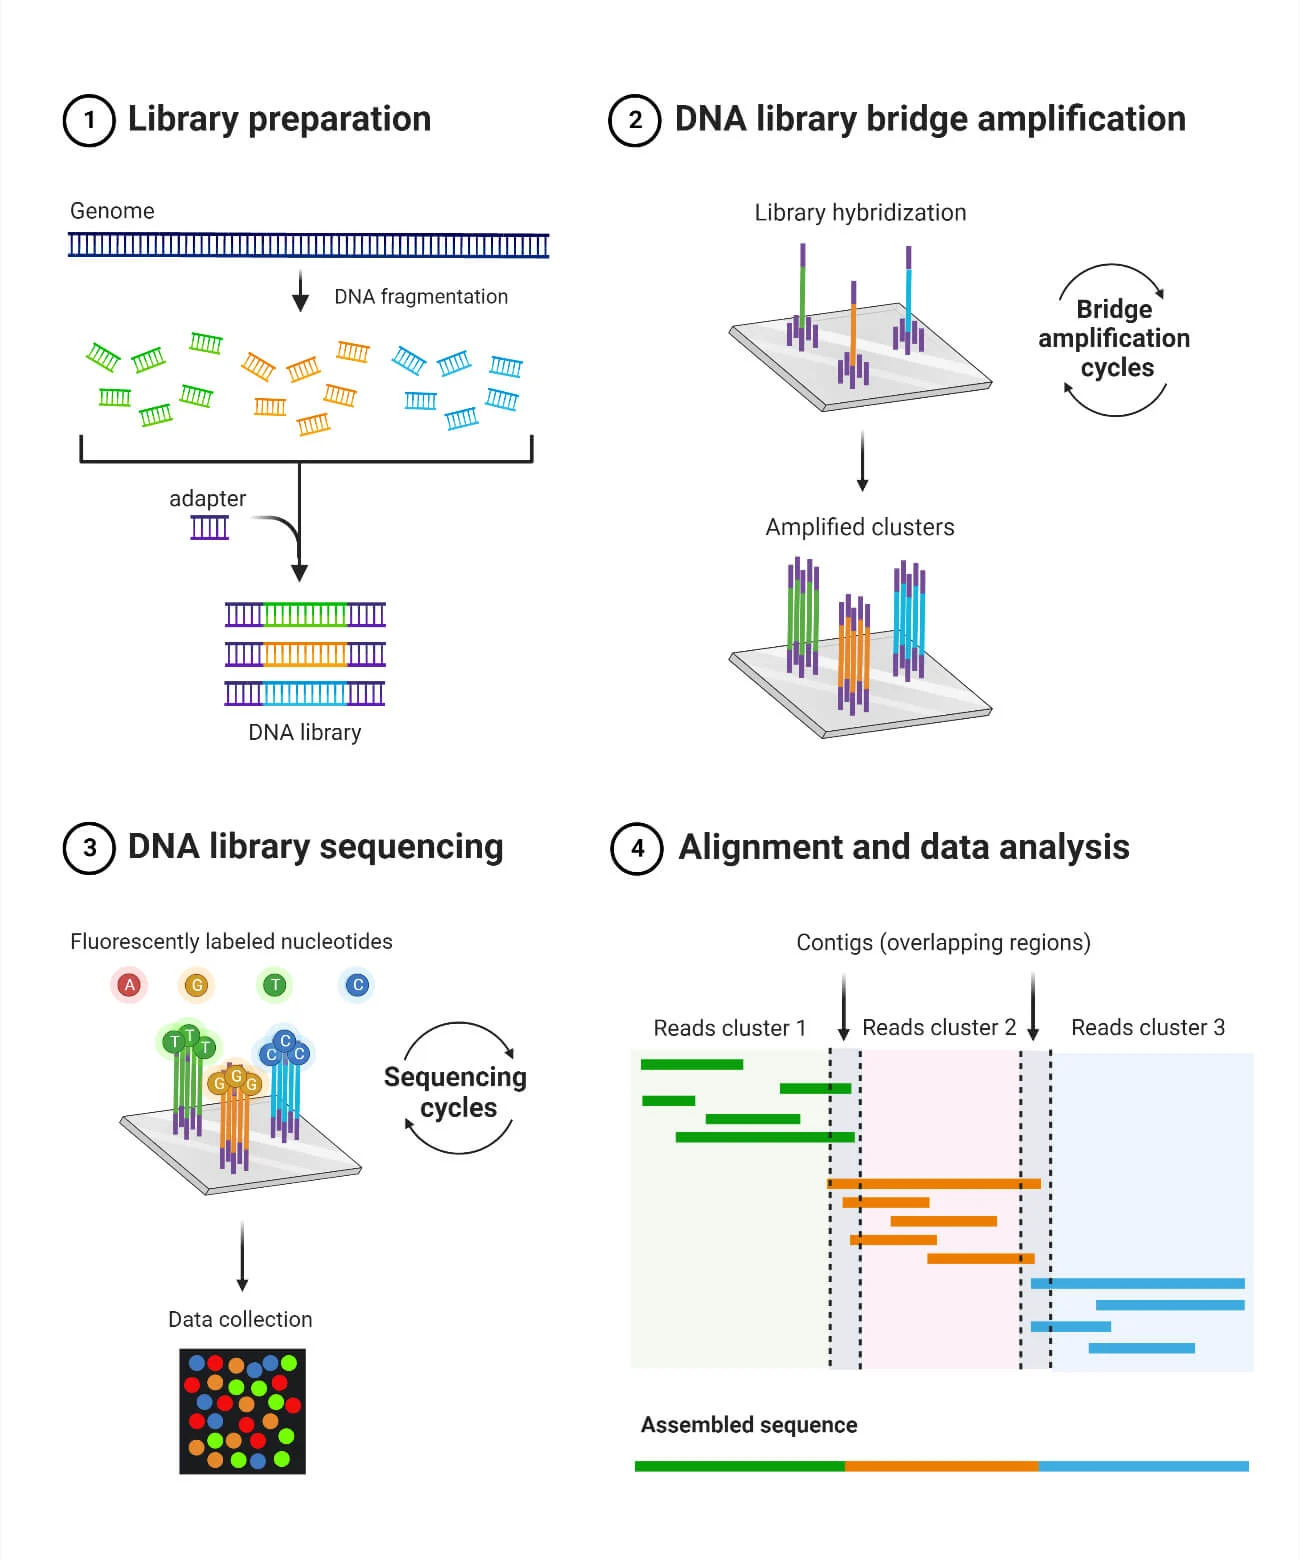 1 Library preparation
Genome
DNA fragmentation
adapter
DNA library
2 DNA library bridge amplification
Library hybridization
Bridge
amplification
cycles
Amplified clusters
3 DNA library sequencing
Fluorescently labeled nucleotides
A G T C
T T T
C C C
G G G
Sequencing
cycles
Data collection
4 Alignment and data analysis
Contigs (overlapping regions)
Reads cluster 1 Reads cluster 2 Reads cluster 3
Assembled sequence